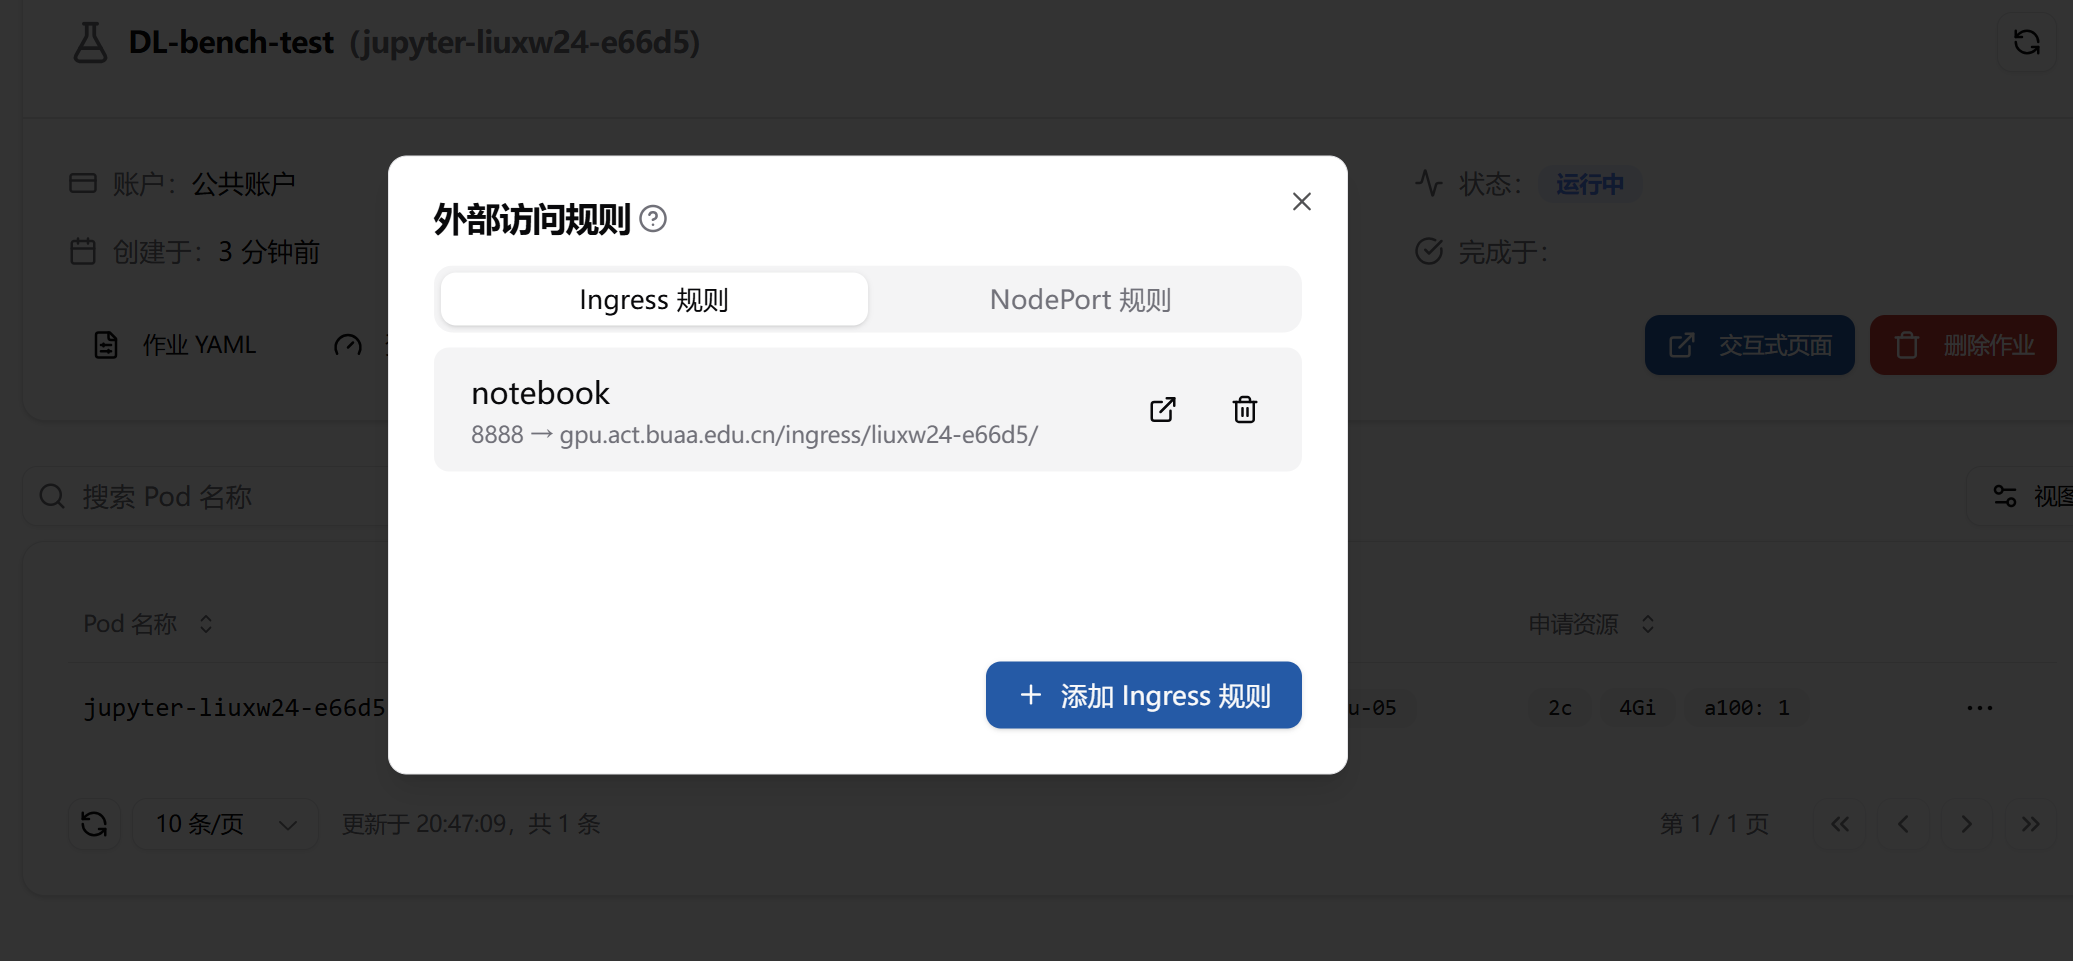 DL-bench-test (jupyter-liuxw24-e66d5)
账户： 公共账户
状态： 运行中
创建于： 3 分钟前
完成于：
作业 YAML
交互式页面
删除作业
外部访问规则
Ingress 规则
NodePort 规则
notebook
8888 → gpu.act.buaa.edu.cn/ingress/liuxw24-e66d5/
添加 Ingress 规则
搜索 Pod 名称
视图
Pod 名称
申请资源
jupyter-liuxw24-e66d5
u-05
2c
4Gi
a100: 1
10 条/页
更新于 20:47:09，共 1 条
第 1 / 1 页